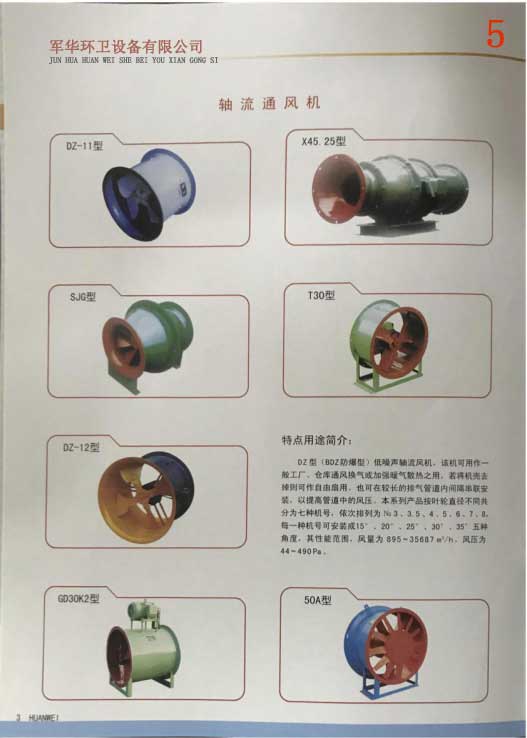 军华环卫设备有限公司
JUN HUA HUAN WEI SHE BEI YOU XIAN GONG SI
5
轴流通风机
DZ-11型
X45.25型
SJG型
T30型
DZ-12型
特点用途简介：
DZ型（BDZ防爆型）低噪声轴流风机，该机可用作一
般工厂、仓库通风换气或加强暖气散热之用，若将机壳去
掉则可作自由扇用，也可在较长的排气管道内间隔串联安
装，以提高管道中的风压，本系列产品按叶轮直径不同共
分为七种机号，依次排列为№3、3.5、4、5、6、7、8，
每一种机号可安装成15°、20°、25°、30°、35°五种
角度，其性能范围，风量为 895～35687 m³/h，风压为
44～490Pa。
GD30K2型
50A型
3 HUANWEI